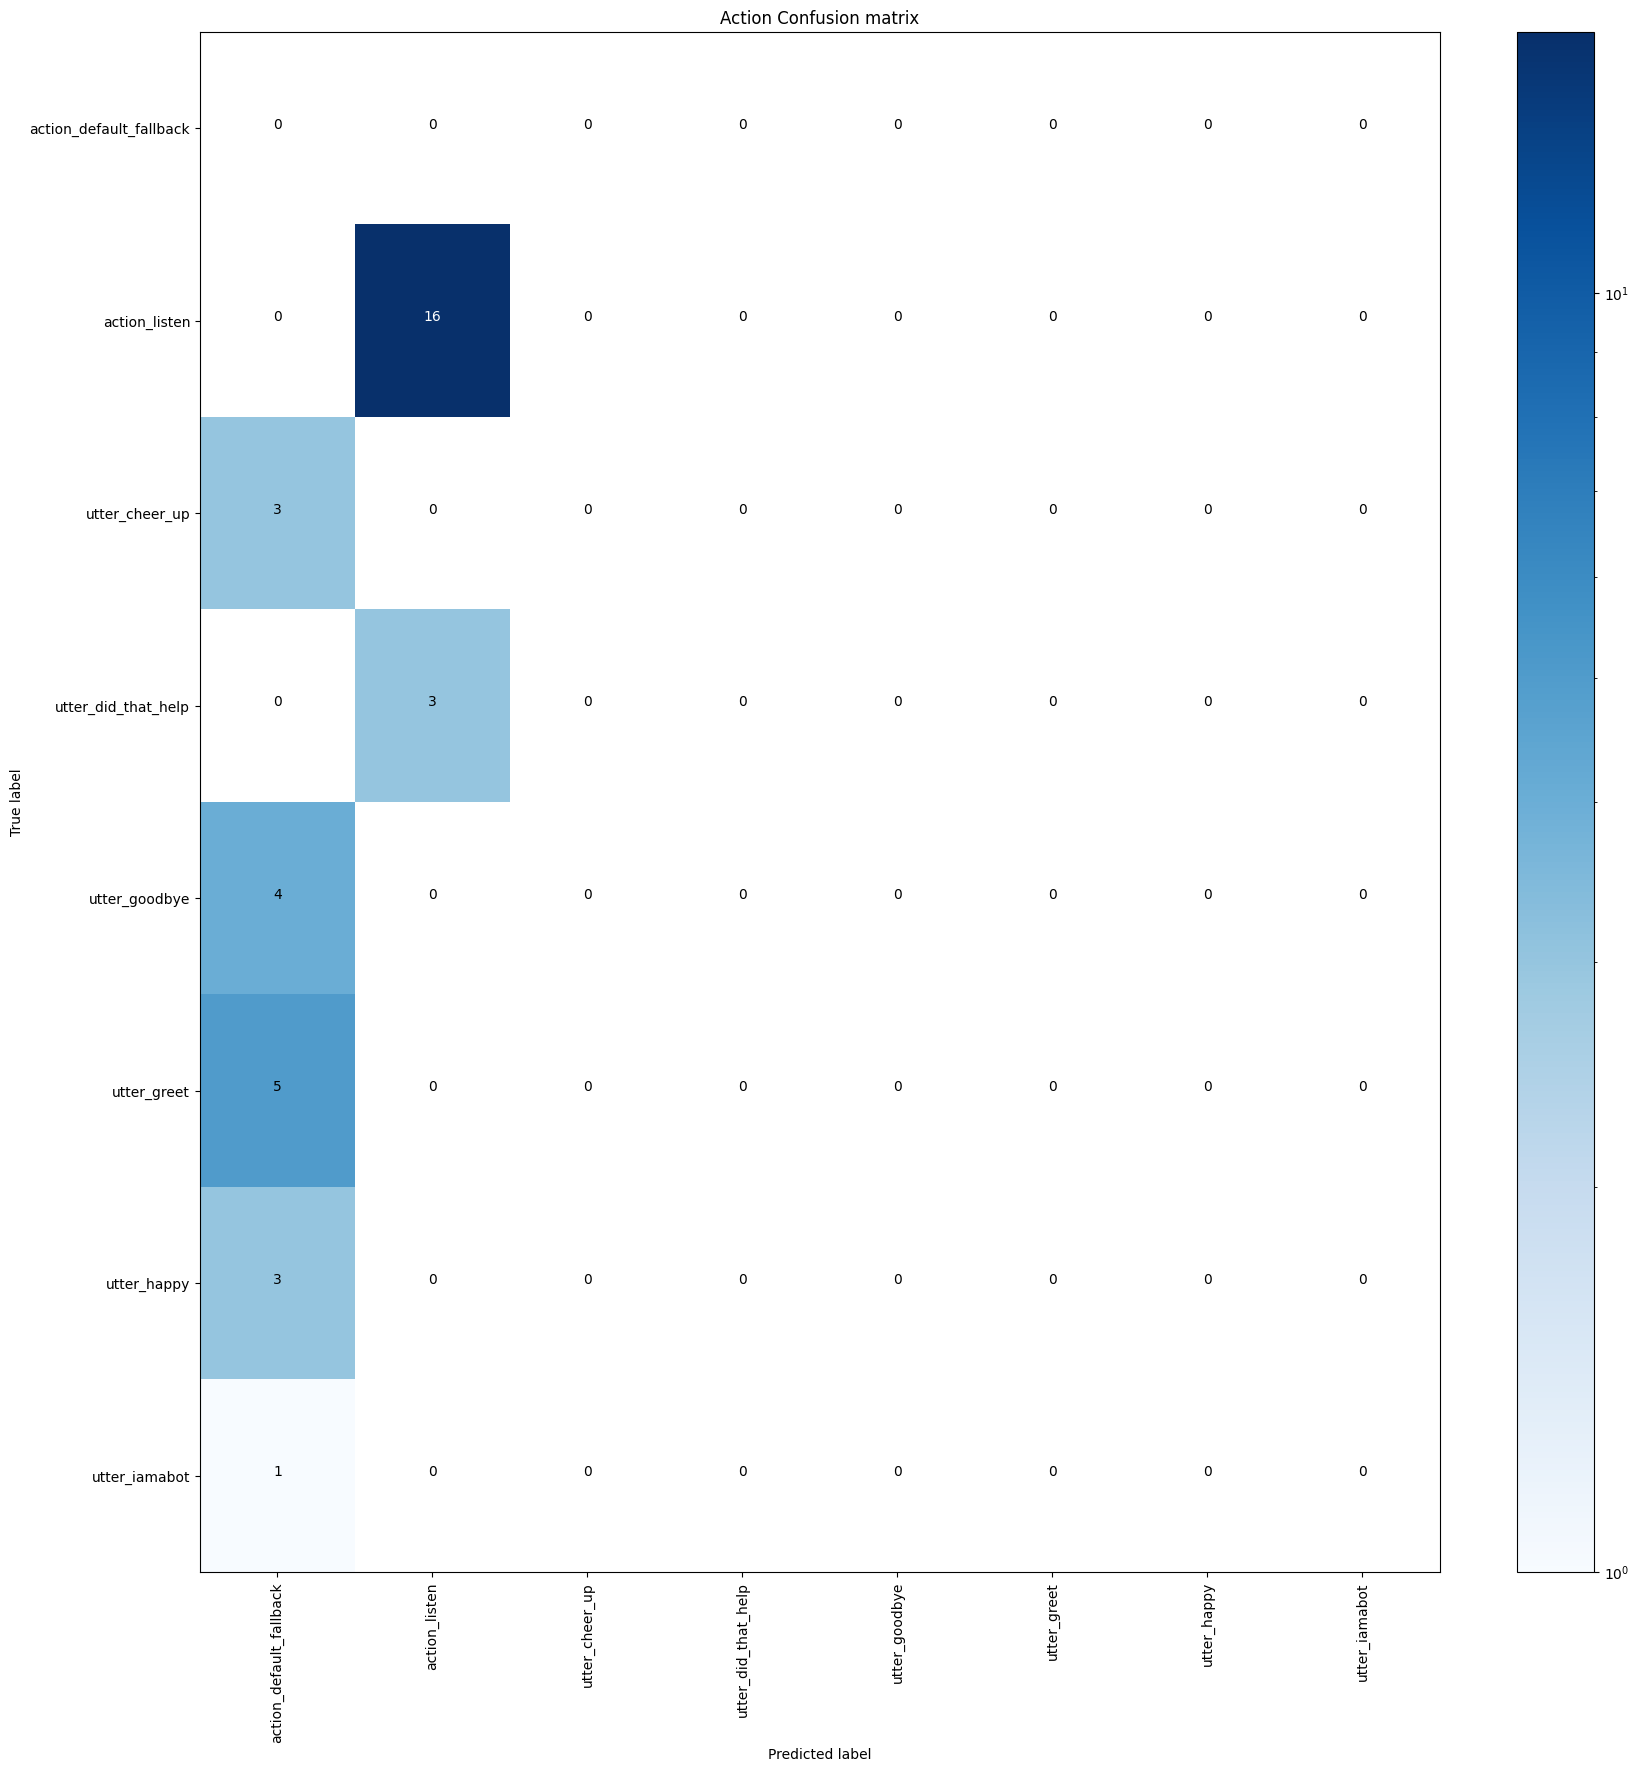 Action Confusion matrix
action_default_fallback 0 0 0 0 0 0 0 0
action_listen 0 16 0 0 0 0 0 0
utter_cheer_up 3 0 0 0 0 0 0 0
utter_did_that_help 0 3 0 0 0 0 0 0
utter_goodbye 4 0 0 0 0 0 0 0
utter_greet 5 0 0 0 0 0 0 0
utter_happy 3 0 0 0 0 0 0 0
utter_iamabot 1 0 0 0 0 0 0 0
True label
action_default_fallback
action_listen
utter_cheer_up
utter_did_that_help
utter_goodbye
utter_greet
utter_happy
utter_iamabot
Predicted label
10¹
10⁰